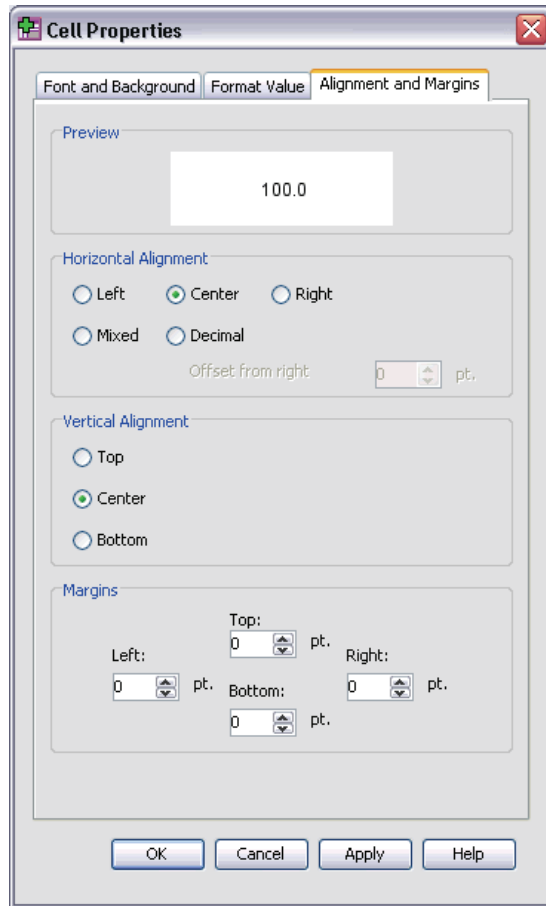 Cell Properties
Font and Background Format Value Alignment and Margins
Preview
100.0
Horizontal Alignment
Left Center Right
Mixed Decimal
Offset from right 0 pt.
Vertical Alignment
Top
Center
Bottom
Margins
Top:
0 pt.
Left: Right:
0 pt. 0 pt.
Bottom:
0 pt.
OK Cancel Apply Help